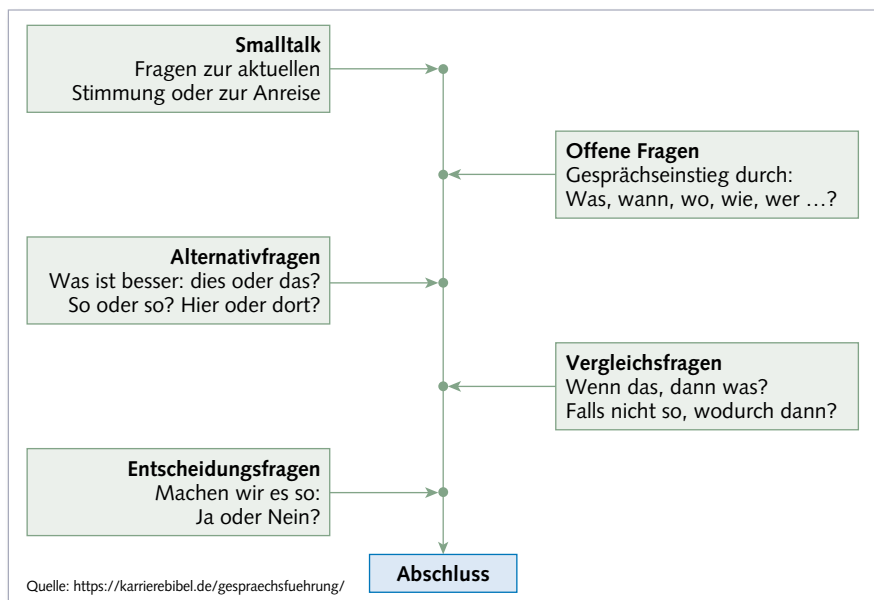 Smalltalk
Fragen zur aktuellen
Stimmung oder zur Anreise
Offene Fragen
Gesprächseinstieg durch:
Was, wann, wo, wie, wer …?
Alternativfragen
Was ist besser: dies oder das?
So oder so? Hier oder dort?
Vergleichsfragen
Wenn das, dann was?
Falls nicht so, wodurch dann?
Entscheidungsfragen
Machen wir es so:
Ja oder Nein?
Abschluss
Quelle: https://karrierebibel.de/gespraechsfuehrung/